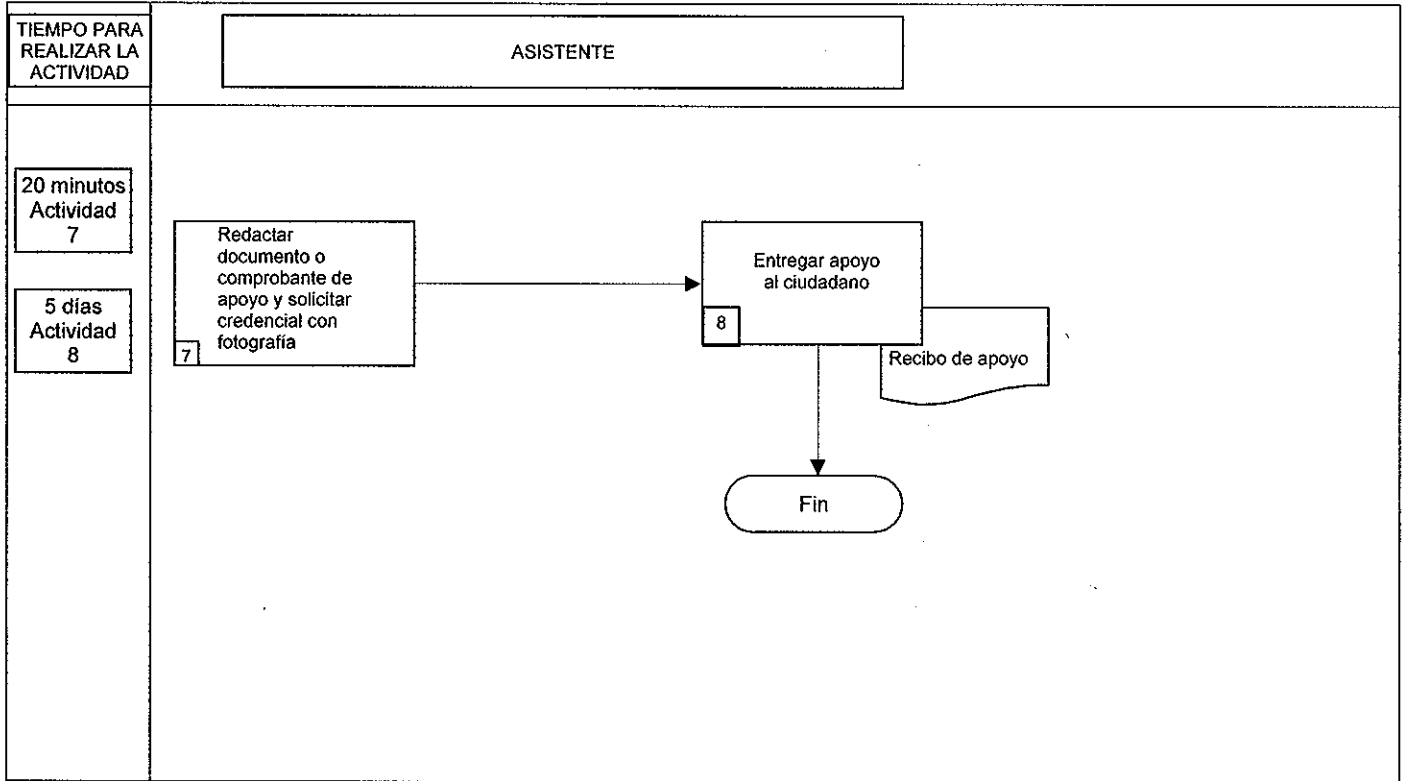 TIEMPO PARA
REALIZAR LA
ACTIVIDAD
ASISTENTE
20 minutos
Actividad
7
5 días
Actividad
8
Redactar
documento o
comprobante de
apoyo y solicitar
credencial con
fotografía
7
Entregar apoyo
al ciudadano
8
Recibo de apoyo
Fin